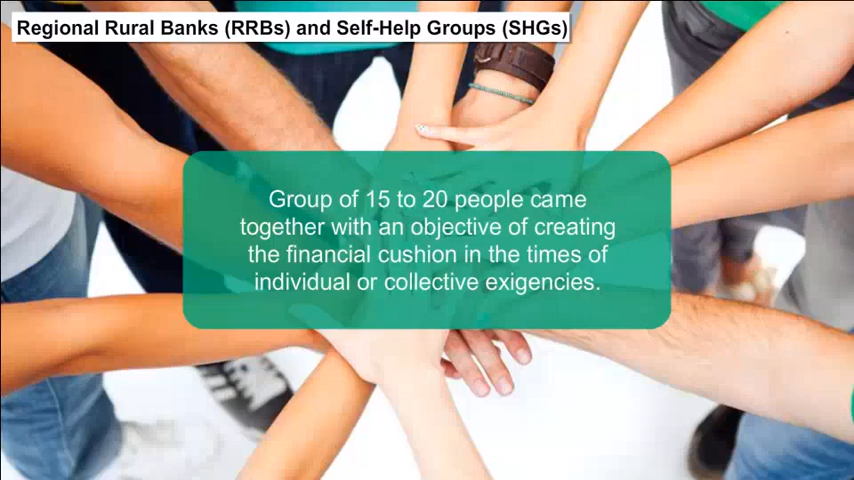 Regional Rural Banks (RRBs) and Self-Help Groups (SHGs)
Group of 15 to 20 people came
together with an objective of creating
the financial cushion in the times of
individual or collective exigencies.